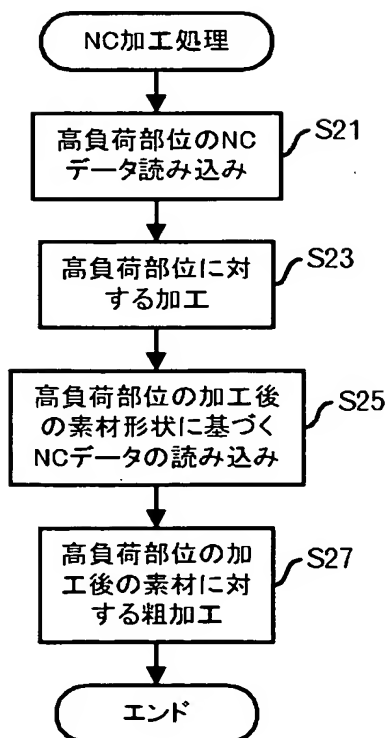 NC加工処理
高負荷部位のNC
データ読み込み
S21
高負荷部位に対
する加工
S23
高負荷部位の加工後
の素材形状に基づく
NCデータの読み込み
S25
高負荷部位の加
工後の素材に対
する粗加工
S27
エンド